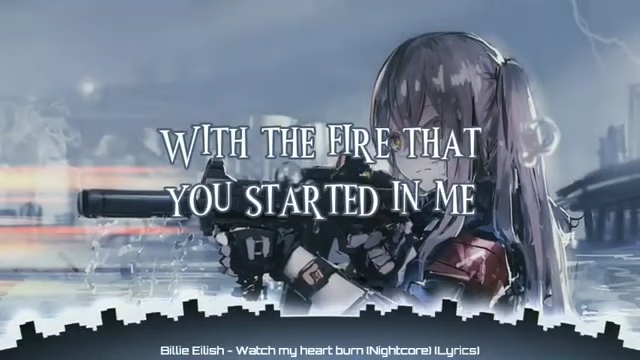 WITH THE FIRE THAT
YOU STARTED IN ME
Billie Eilish - Watch my heart burn (Nightcore) (Lyrics)